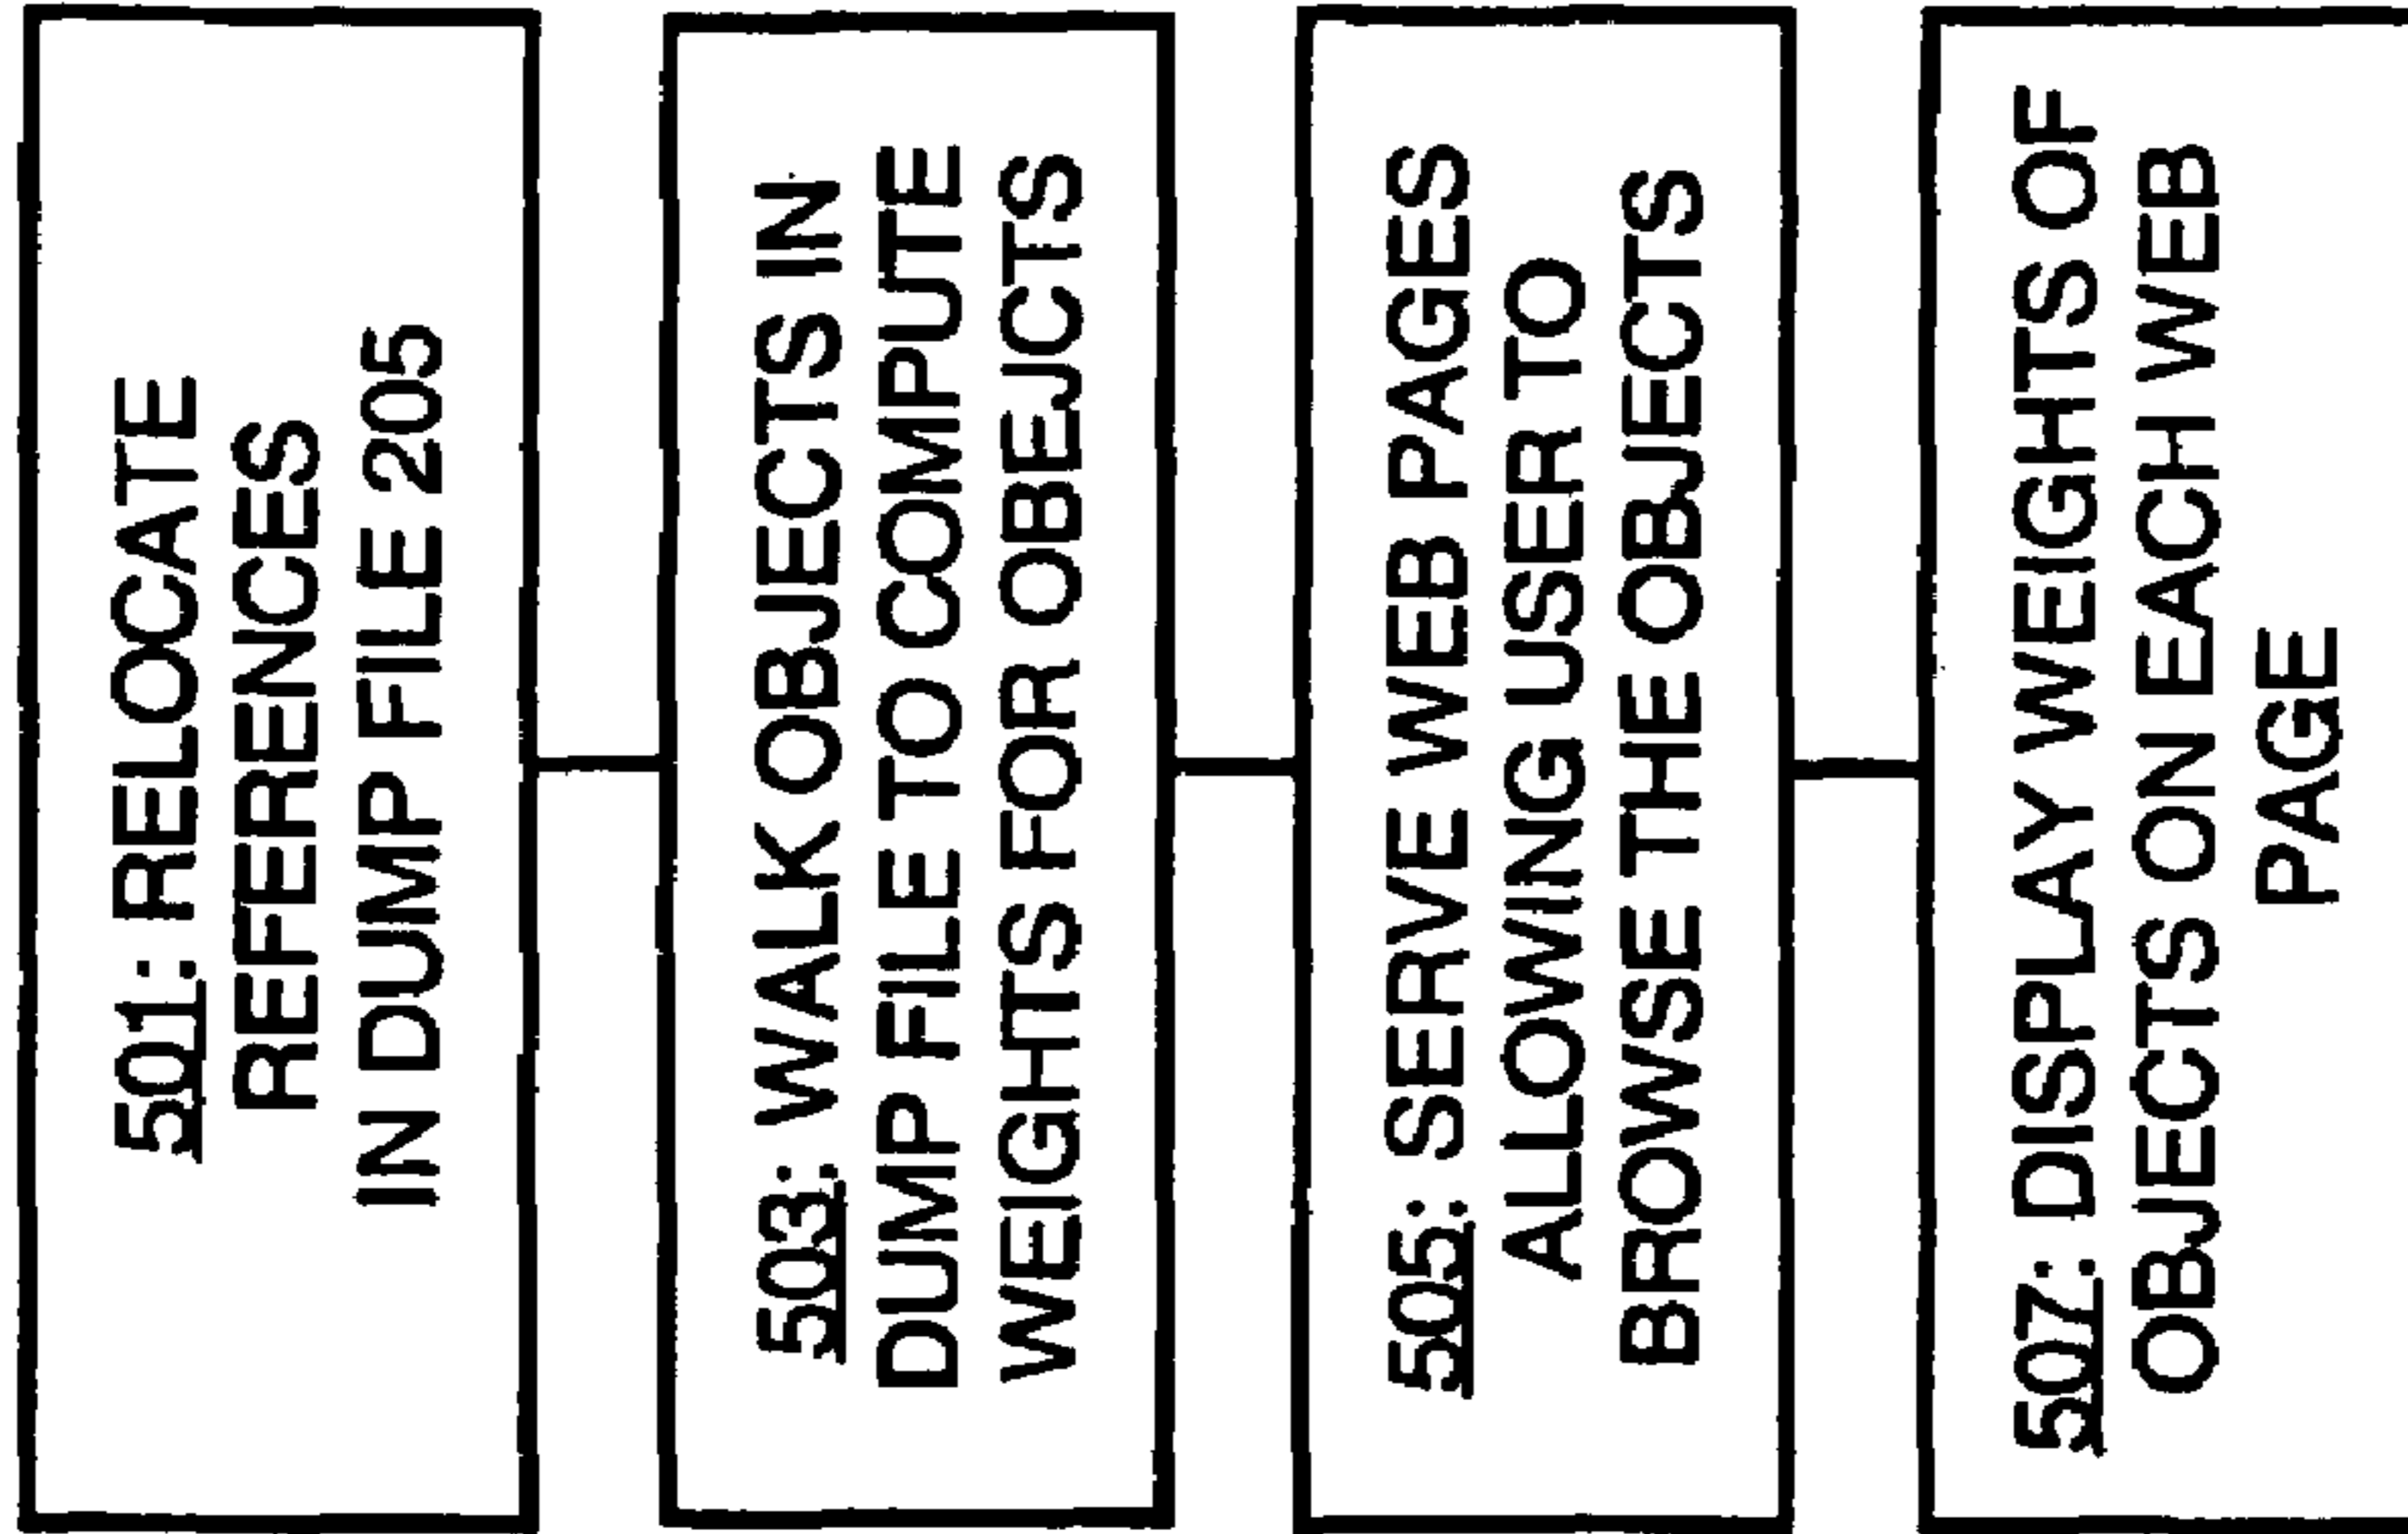 501: RELOCATE
REFERENCES
IN DUMP FILE 205
503: WALK OBJECTS IN
DUMP FILE TO COMPUTE
WEIGHTS FOR OBEJCTS
505: SERVE WEB PAGES
ALLOWING USER TO
BROWSE THE OBJECTS
507: DISPLAY WEIGHTS OF
OBJECTS ON EACH WEB
PAGE